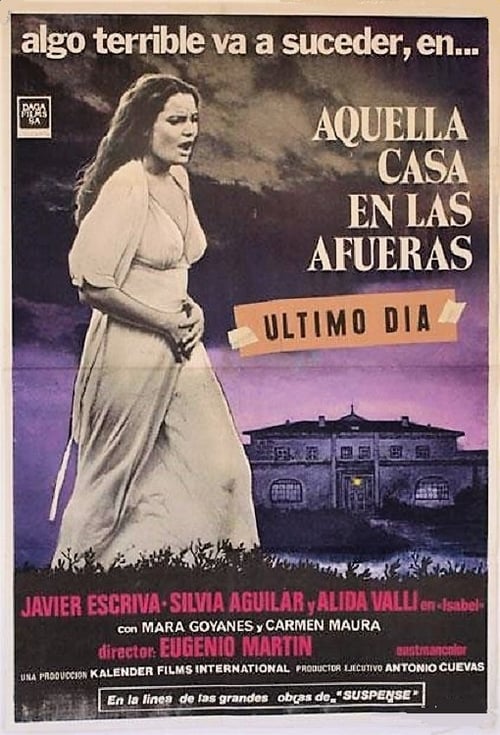 algo terrible va a suceder, en...
DAGA
FILMS
SA
AQUELLA
CASA
EN LAS
AFUERAS
ULTIMO DIA
JAVIER ESCRIVA · SILVIA AGUILAR y ALIDA VALLI en «Isabel»
con MARA GOYANES y CARMEN MAURA
director: EUGENIO MARTIN
eastmancolor
UNA PRODUCCION KALENDER FILMS INTERNATIONAL PRODUCTOR EJECUTIVO ANTONIO CUEVAS
En la linea de las grandes obras de "SUSPENSE"